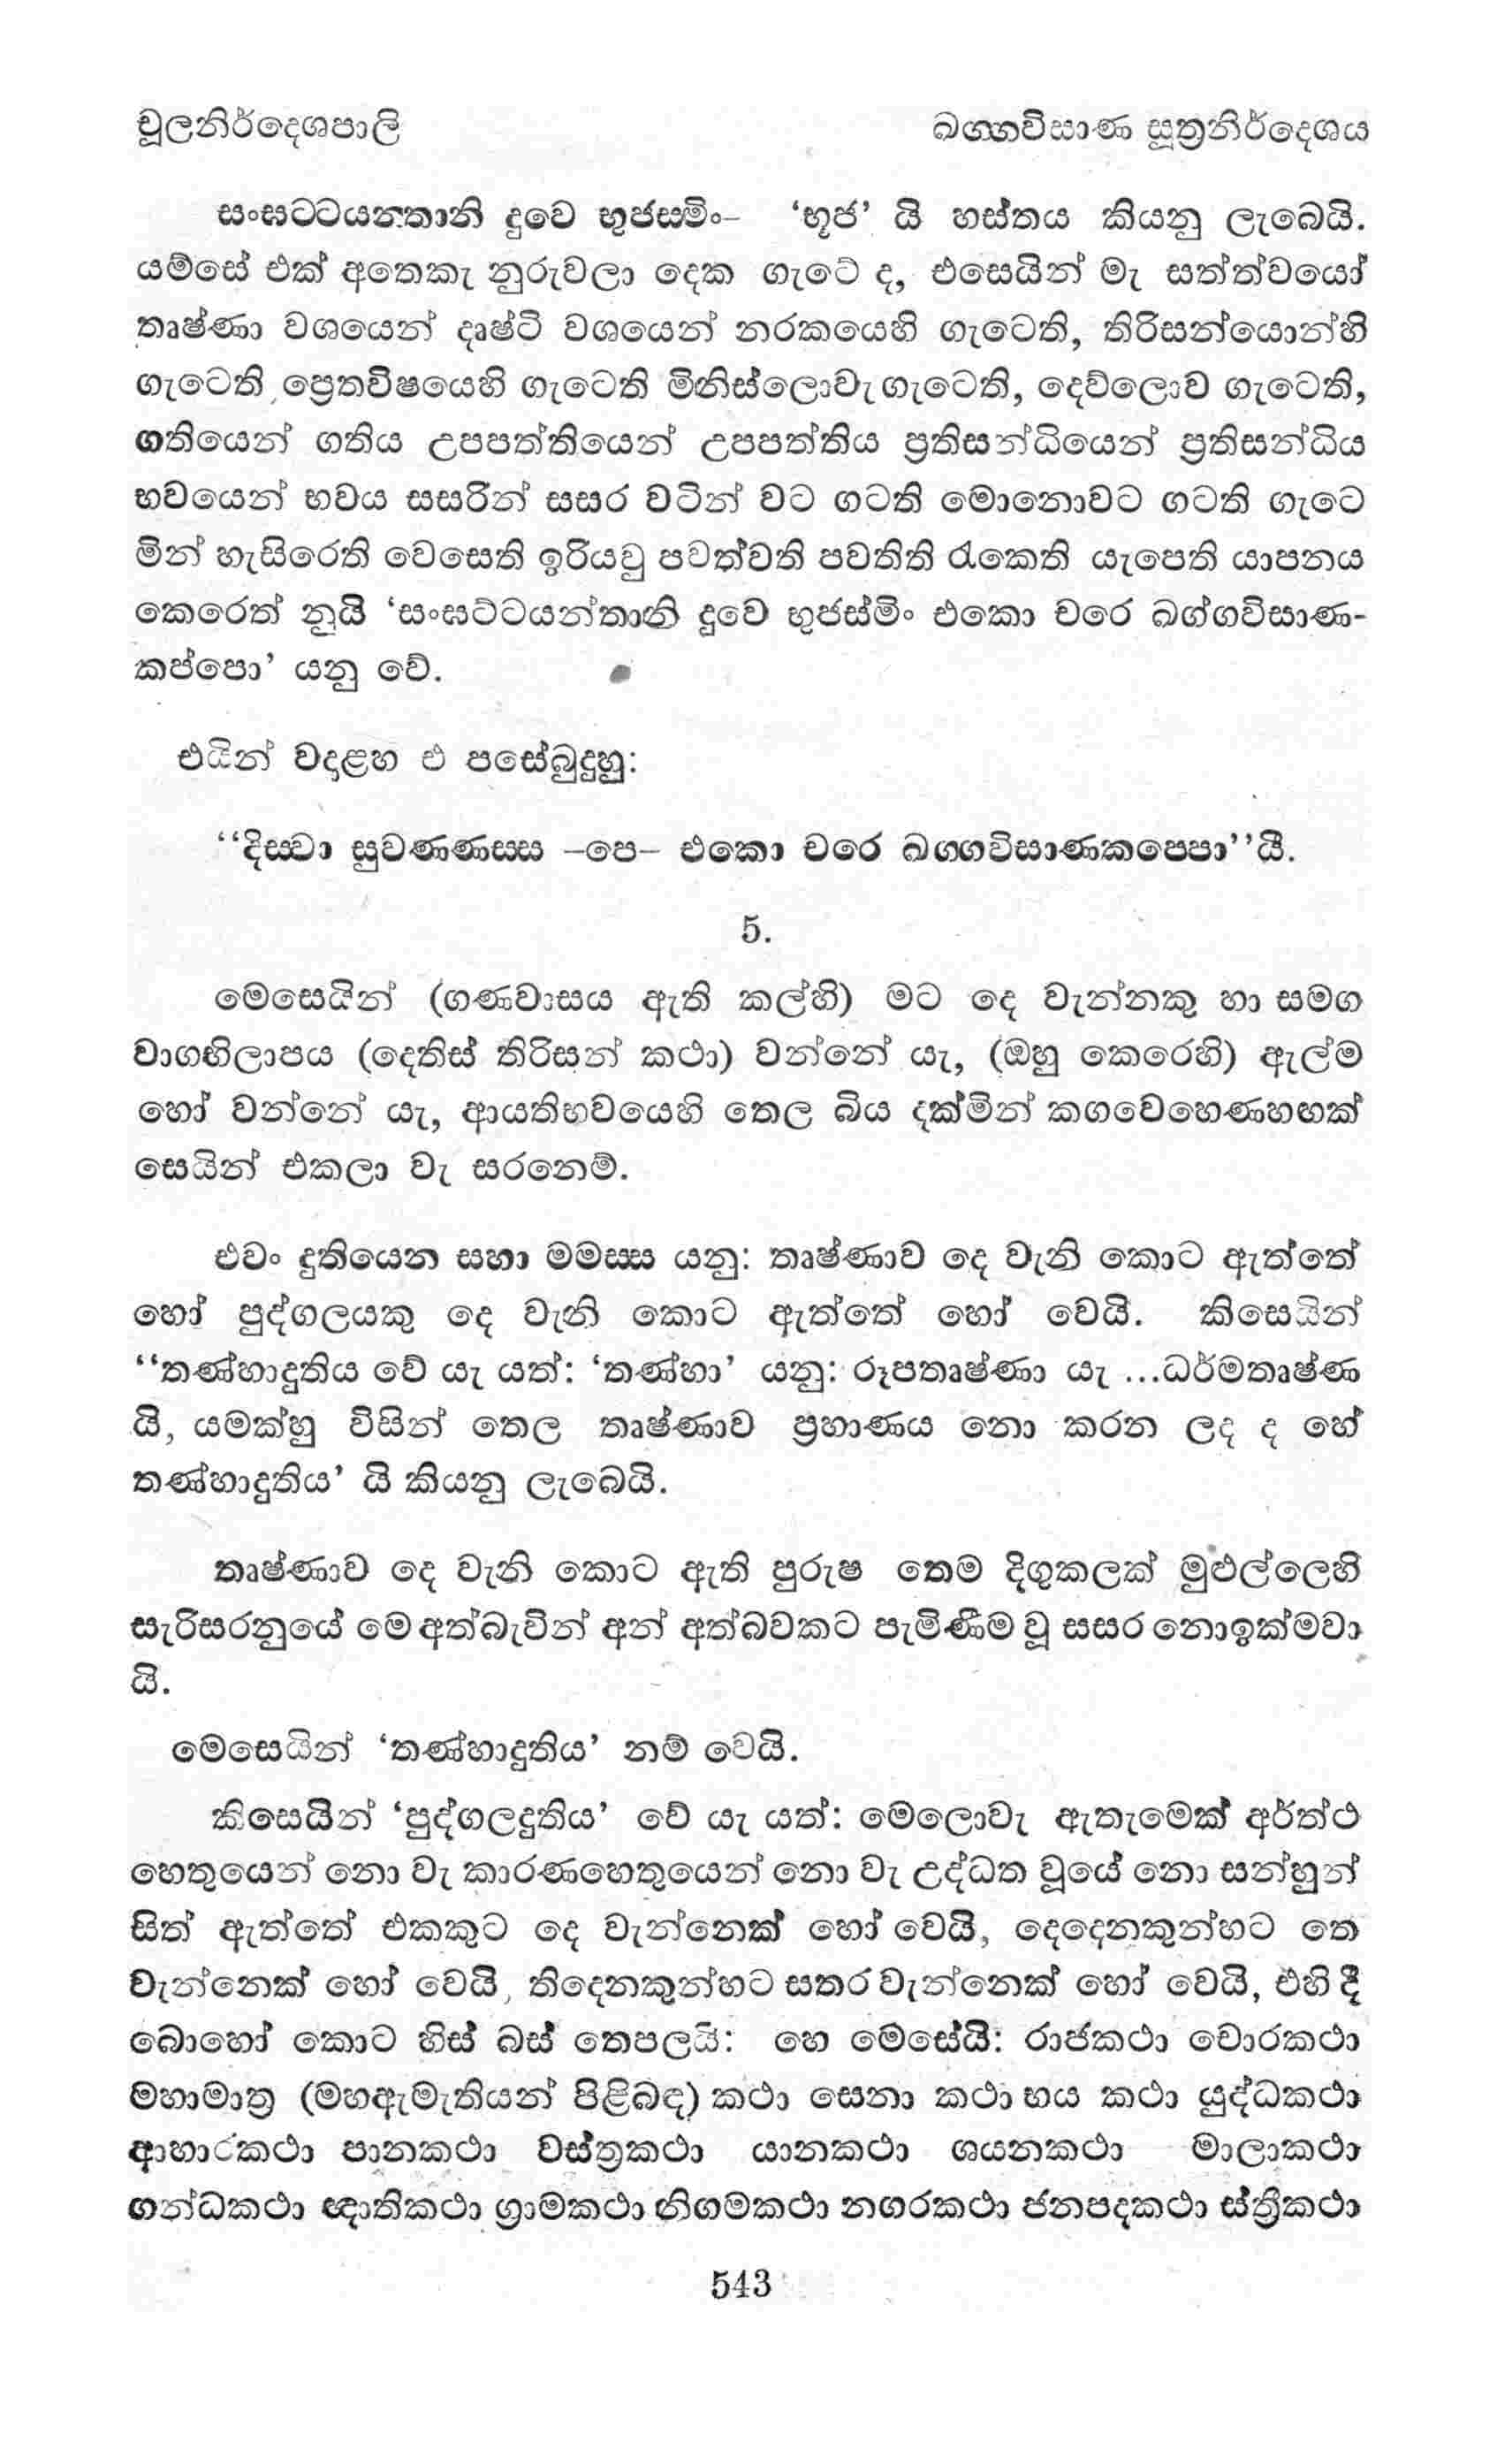 චූලනිර්දෙශපාලි ඛග්ගවිසාණ සූත්‍රනිර්දෙශය
සංඝට්ටයන්තානි දුවෙ භුජස්මිං– ‘භූජ’ යි හස්තය කියනු ලැබෙයි.
යම්සේ එක් අතෙකැ නුරුවලා දෙක ගැටේ ද, එසෙයින් මැ සත්ත්වයෝ
තෘෂ්ණා වශයෙන් දෘෂ්ටි වශයෙන් නරකයෙහි ගැටෙති, තිරිසන්යොන්හි
ගැටෙති, ප්‍රෙතවිෂයෙහි ගැටෙති මිනිස්ලොවැ ගැටෙති, දෙව්ලොව ගැටෙති,
ගතියෙන් ගතිය උපපත්තියෙන් උපපත්තිය ප්‍රතිසන්ධියෙන් ප්‍රතිසන්ධිය
භවයෙන් භවය සසරින් සසර වටින් වට ගටති මොනොවට ගටති ගැටෙ
මින් හැසිරෙති වෙසෙති ඉරියවු පවත්වති පවතිති රැකෙති යැපෙති යාපනය
කෙරෙත් නුයි ‘සංඝට්ටයන්තානි දුවෙ භුජස්මිං එකො චරෙ ඛග්ගවිසාණ-
කප්පො’ යනු වේ.
එයින් වදාළහ එ පසේබුදුහු:
‘‘දිස්වා සුවණ්ණස්ස –පෙ– එකො චරෙ ඛග්ගවිසාණකප්පො’’යී.
5.
මෙසෙයින් (ගණවාසය ඇති කල්හි) මට දෙ වැන්නකු හා සමග
වාගභිලාපය (දෙතිස් තිරිසන් කථා) වන්නේ යැ, (ඔහු කෙරෙහි) ඇල්ම
හෝ වන්නේ යැ, ආයතිභවයෙහි තෙල බිය දක්මින් කගවෙහෙණහඟක්
සෙයින් එකලා වැ සරනෙම්.
එවං දුතියෙන සහා මමස්ස යනු: තෘෂ්ණාව දෙ වැනි කොට ඇත්තේ
හෝ පුද්ගලයකු දෙ වැනි කොට ඇත්තේ හෝ වෙයි. කිසෙයින්
‘‘තණ්හාදුතිය වේ යැ යත්: ‘තණ්හා’ යනු: රූපතෘෂ්ණා යැ ...ධර්මතෘෂ්ණ
යි, යමක්හු විසින් තෙල තෘෂ්ණාව ප්‍රහාණය නො කරන ලද ද හේ
තණ්හාදුතිය’ යි කියනු ලැබෙයි.
තෘෂ්ණාව දෙ වැනි කොට ඇති පුරුෂ තෙම දිගුකලක් මුළුල්ලෙහි
සැරිසරනුයේ මෙ අත්බැවින් අන් අත්බවකට පැමිණීම වූ සසර නොඉක්මවා
යි.
මෙසෙයින් ‘තණ්හාදුතිය’ නම් වෙයි.
කිසෙයින් ‘පුද්ගලදුතිය’ වේ යැ යත්: මෙලොවැ ඇතැමෙක් අර්ත්ථ
හෙතුයෙන් නො වැ කාරණහෙතුයෙන් නො වැ උද්ධත වූයේ නො සන්හුන්
සිත් ඇත්තේ එකකුට දෙ වැන්නෙක් හෝ වෙයි, දෙදෙනකුන්හට තෙ
වැන්නෙක් හෝ වෙයි, තිදෙනකුන්හට සතර වැන්නෙක් හෝ වෙයි, එහි දී
බොහෝ කොට හිස් බස් තෙපලයි: හෙ මෙසේයි: රාජකථා චොරකථා
මහාමාත්‍ර (මහඇමැතියන් පිළිබඳ) කථා සෙනා කථා භය කථා යුද්ධකථා
ආහාරකථා පානකථා වස්ත්‍රකථා යානකථා ශයනකථා මාලාකථා
ගන්ධකථා ඥාතිකථා ග්‍රාමකථා නිගමකථා නගරකථා ජනපදකථා ස්ත්‍රීකථා
543